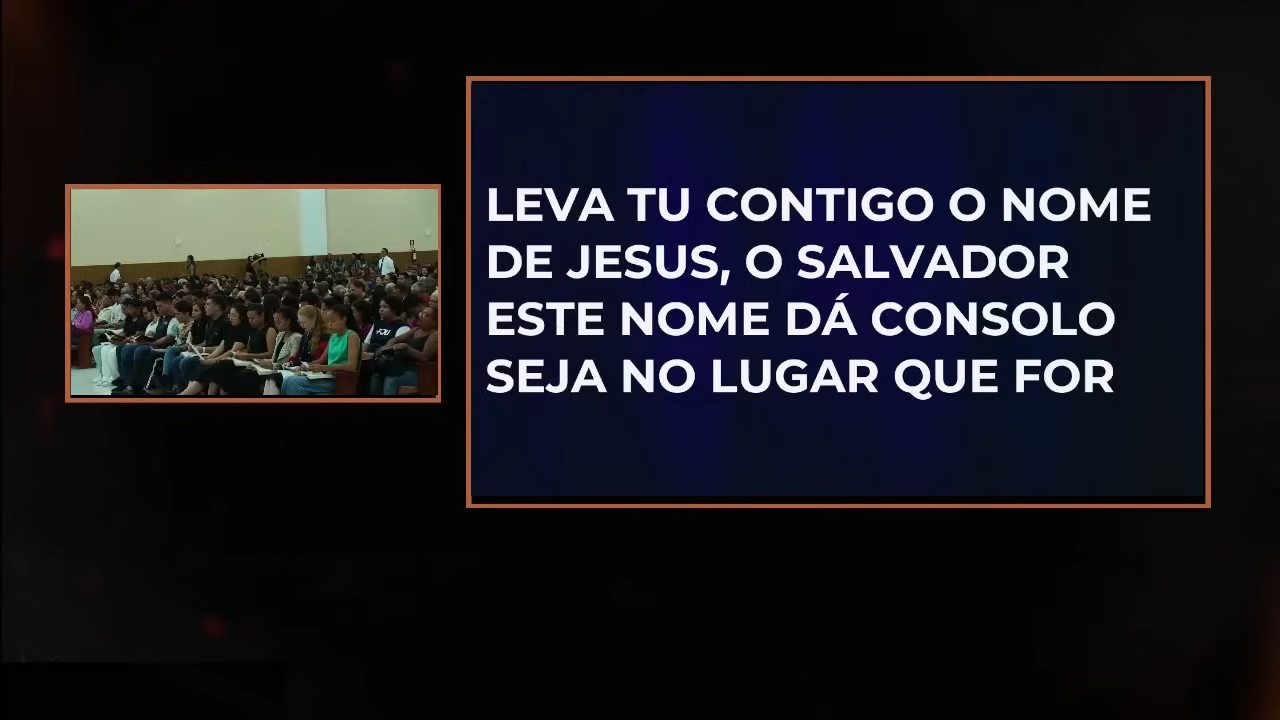 LEVA TU CONTIGO O NOME
DE JESUS, O SALVADOR
ESTE NOME DÁ CONSOLO
SEJA NO LUGAR QUE FOR